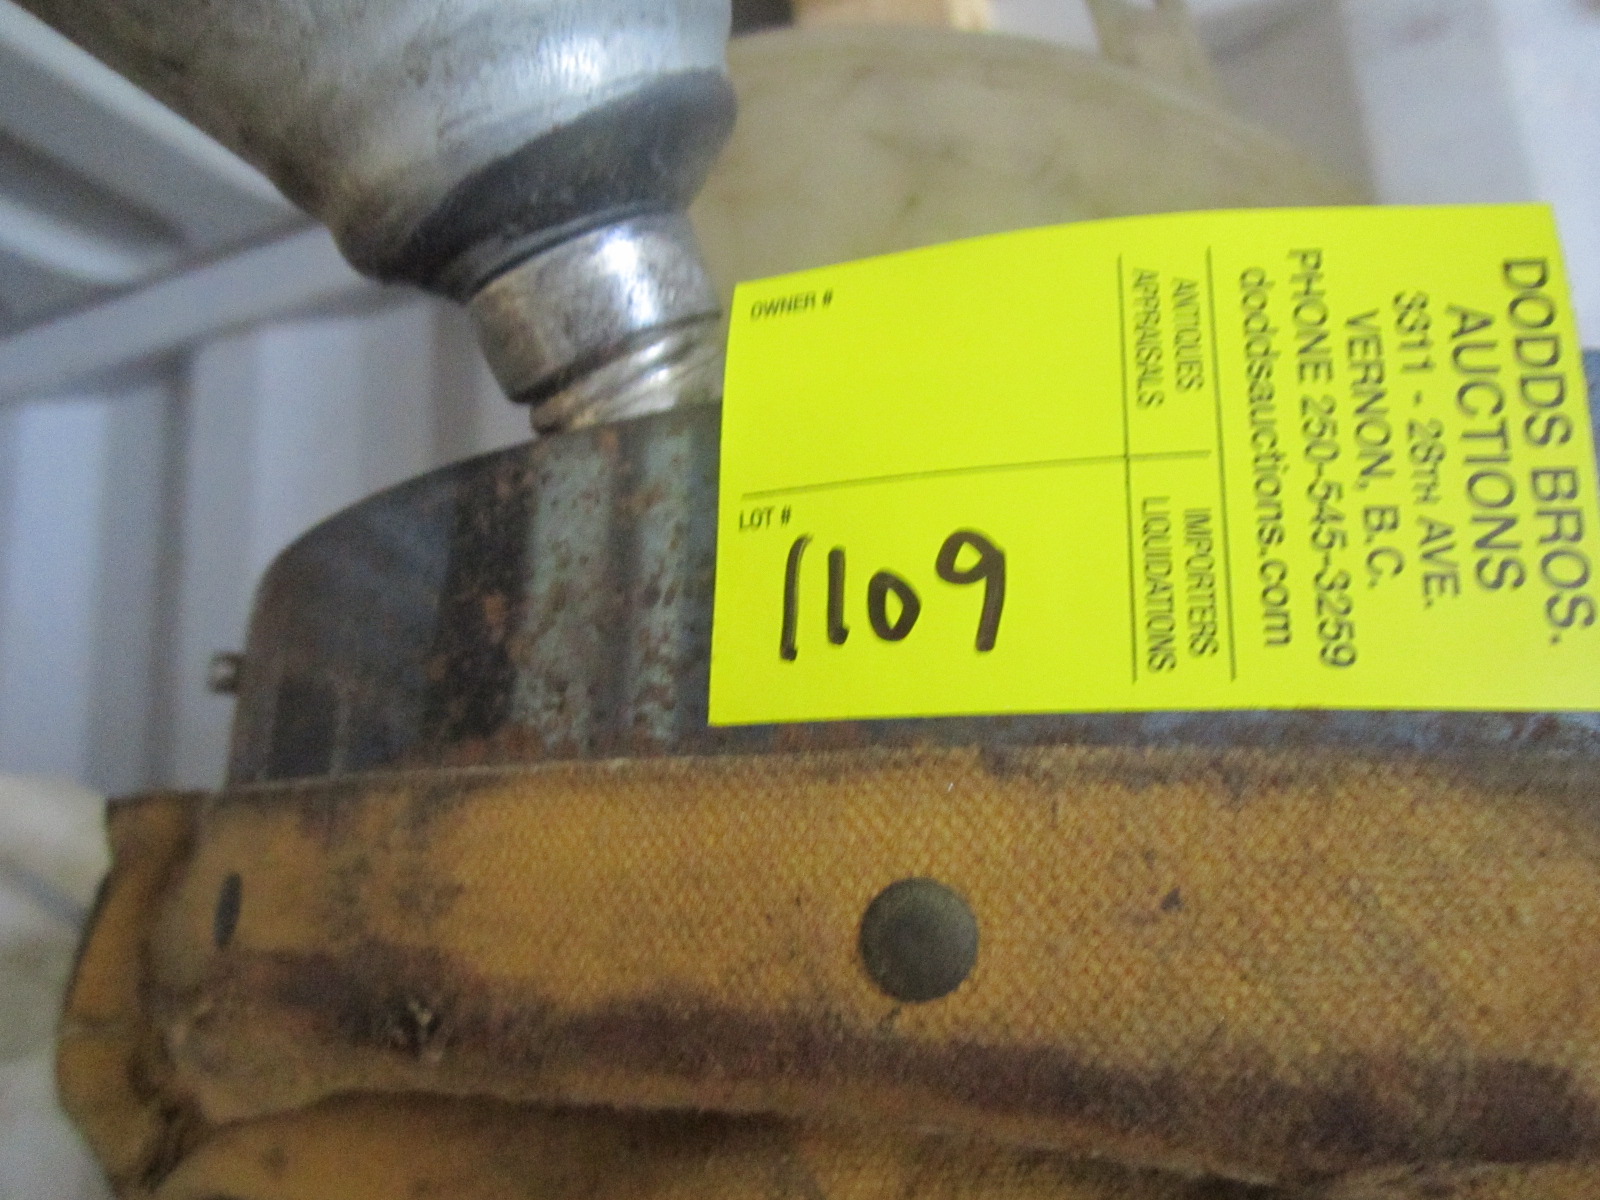 DODDS BROS.
AUCTIONS
3311 - 28TH AVE.
VERNON, B.C.
PHONE 250-545-3259
doddsauctions.com
ANTIQUES
APPRAISALS
IMPORTERS
LIQUIDATIONS
OWNER #
LOT #
1109